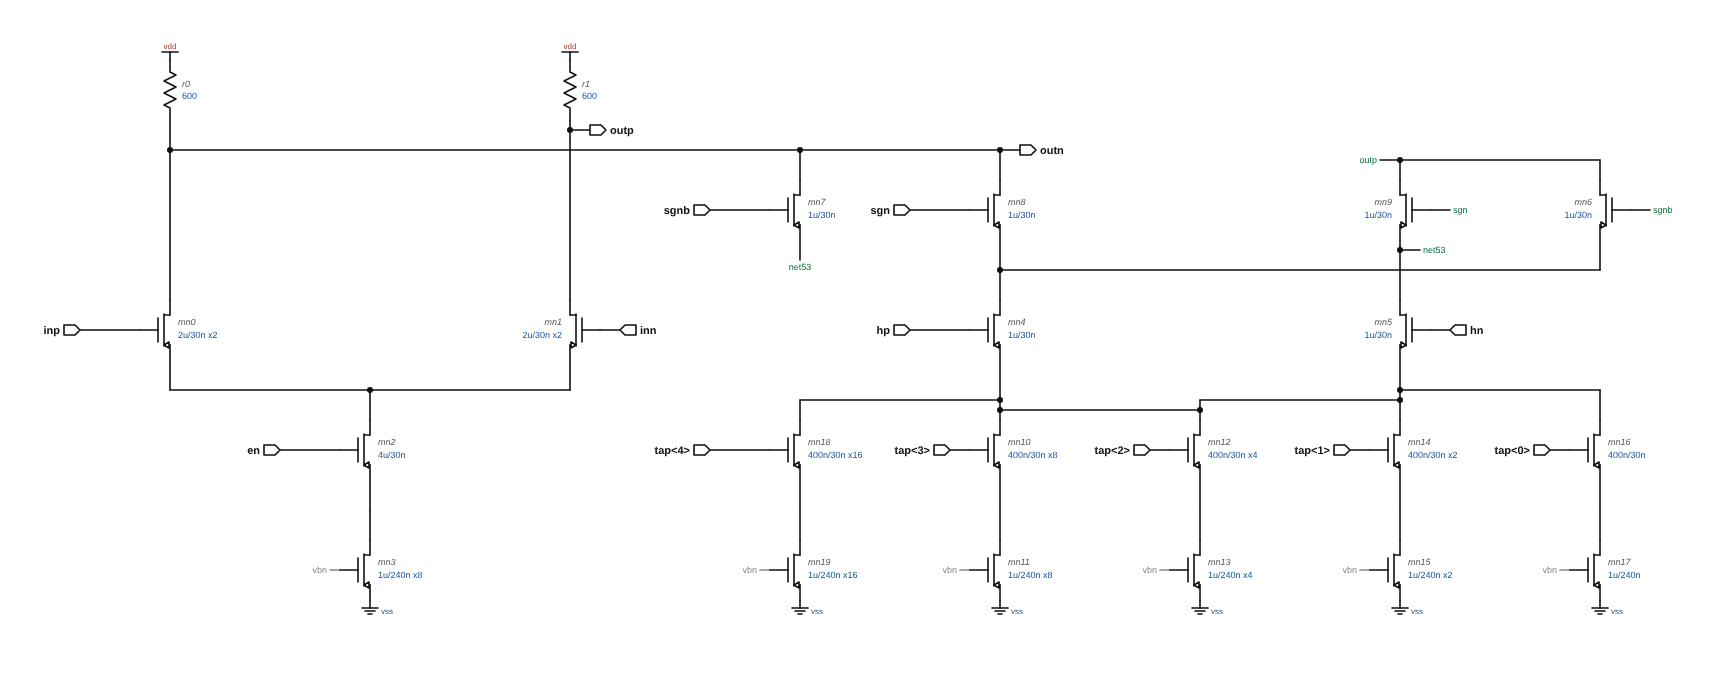 vdd
vdd
r0
600
r1
600
outp
outn
outp
mn7
1u/30n
sgnb
mn8
1u/30n
sgn
mn9
1u/30n
sgn
mn6
1u/30n
sgnb
net53
net53
inp
mn0
2u/30n x2
mn1
2u/30n x2
inn
hp
mn4
1u/30n
mn5
1u/30n
hn
en
mn2
4u/30n
tap<4>
mn18
400n/30n x16
tap<3>
mn10
400n/30n x8
tap<2>
mn12
400n/30n x4
tap<1>
mn14
400n/30n x2
tap<0>
mn16
400n/30n
vbn
mn3
1u/240n x8
vbn
mn19
1u/240n x16
vbn
mn11
1u/240n x8
vbn
mn13
1u/240n x4
vbn
mn15
1u/240n x2
vbn
mn17
1u/240n
vss
vss
vss
vss
vss
vss